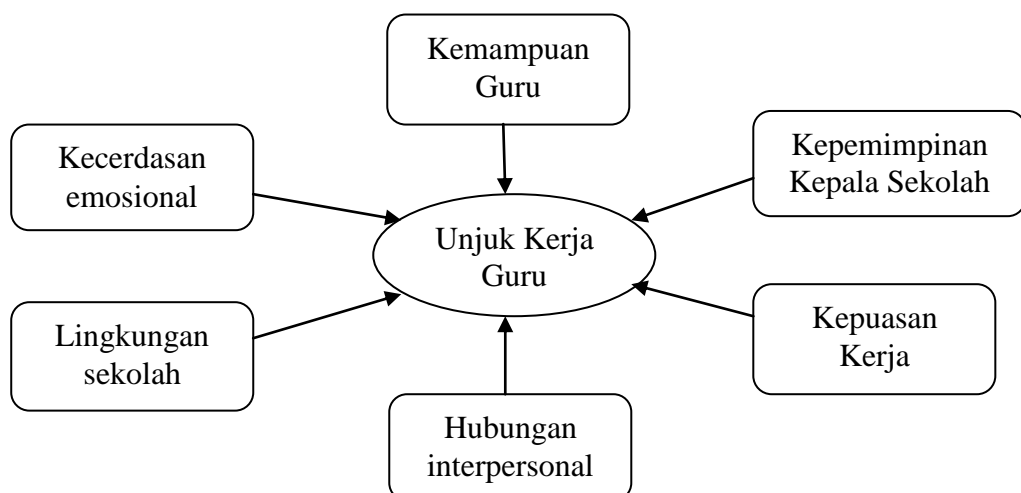 Kemampuan
Guru
Kecerdasan
emosional
Kepemimpinan
Kepala Sekolah
Unjuk Kerja
Guru
Lingkungan
sekolah
Kepuasan
Kerja
Hubungan
interpersonal